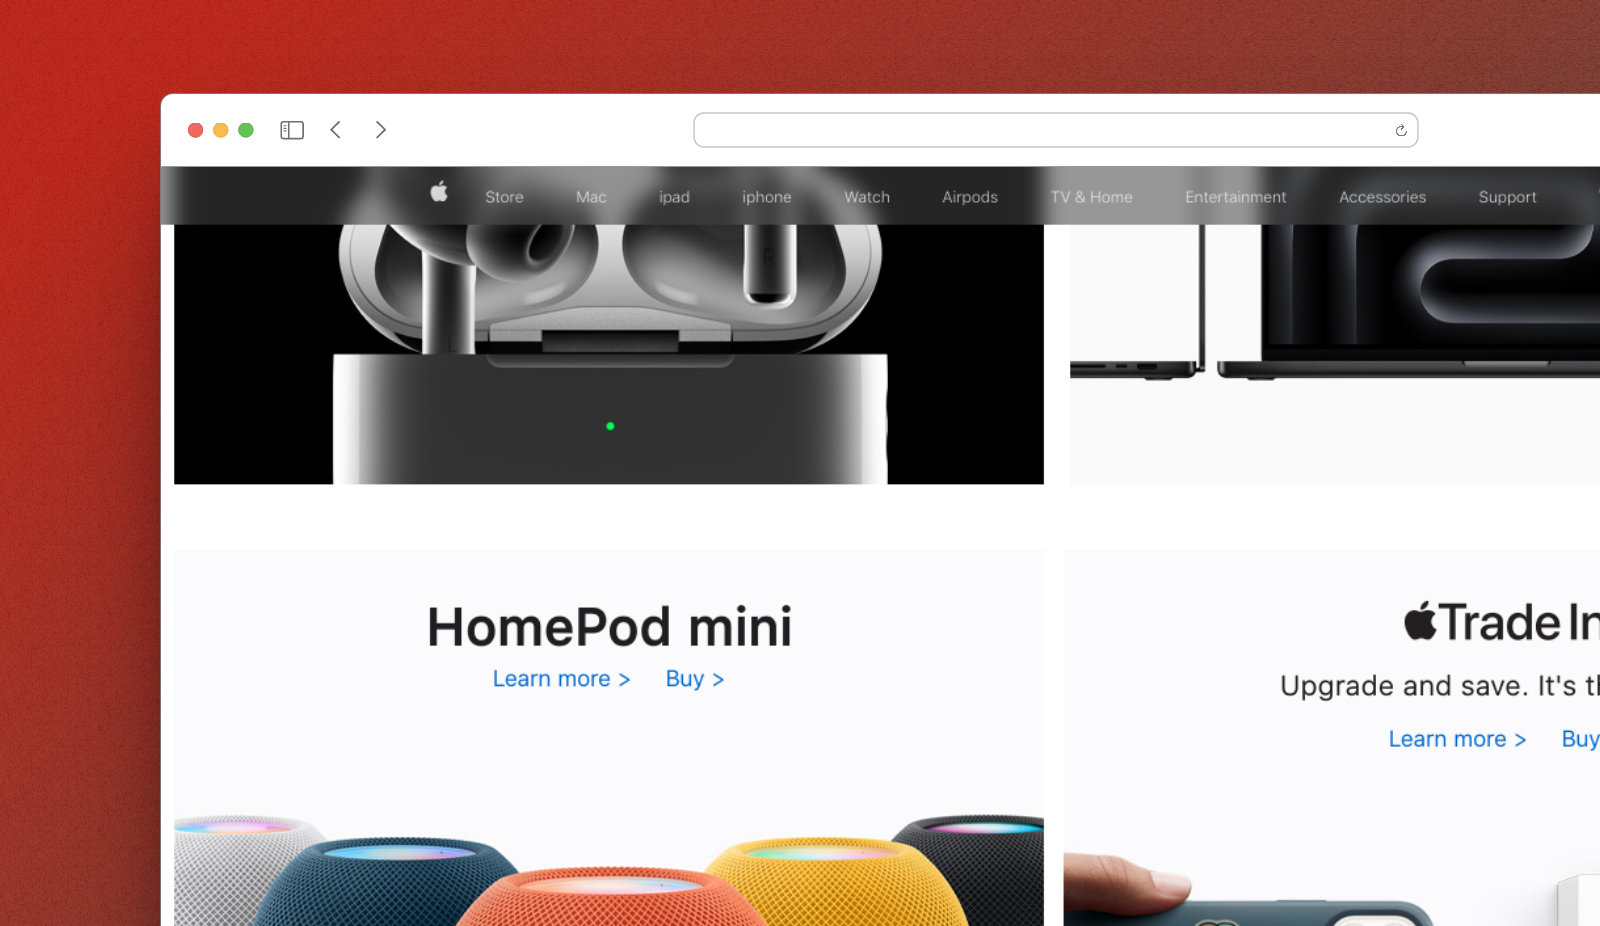 Store Mac ipad iphone Watch Airpods TV & Home Entertainment Accessories Support
R
L
HomePod mini
Learn more > Buy >
Trade In
Upgrade and save. It's
Learn more > Buy